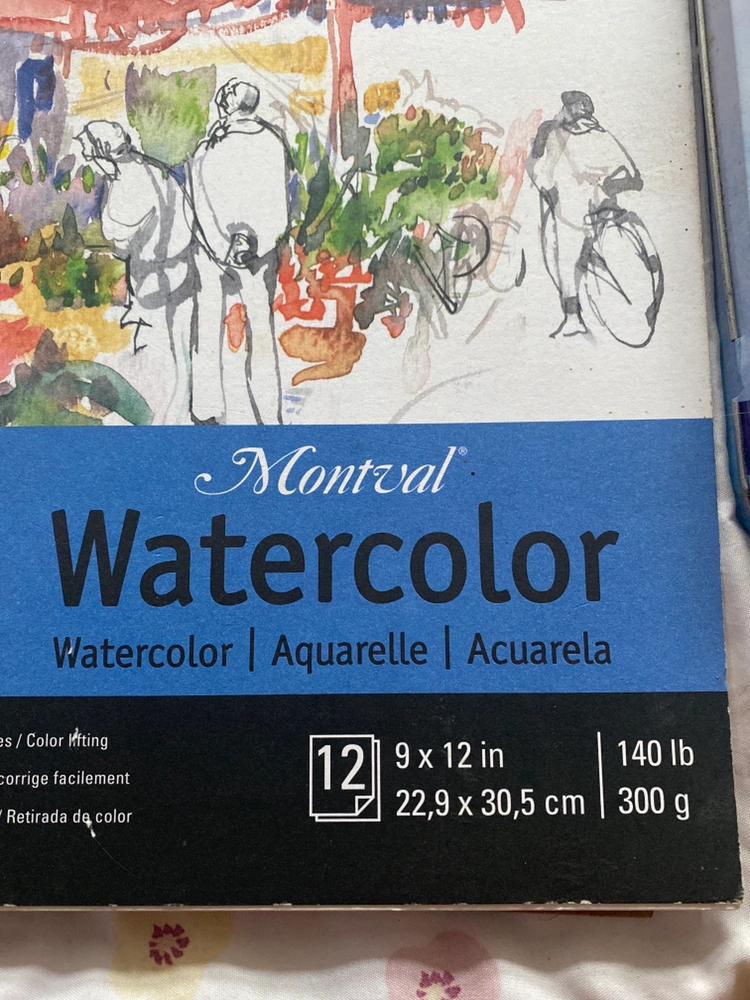 Montval®
Watercolor
Watercolor | Aquarelle | Acuarela
es / Color lifting
corrige facilement
/ Retirada de color
12
9 x 12 in
22,9 x 30,5 cm
140 lb
300 g